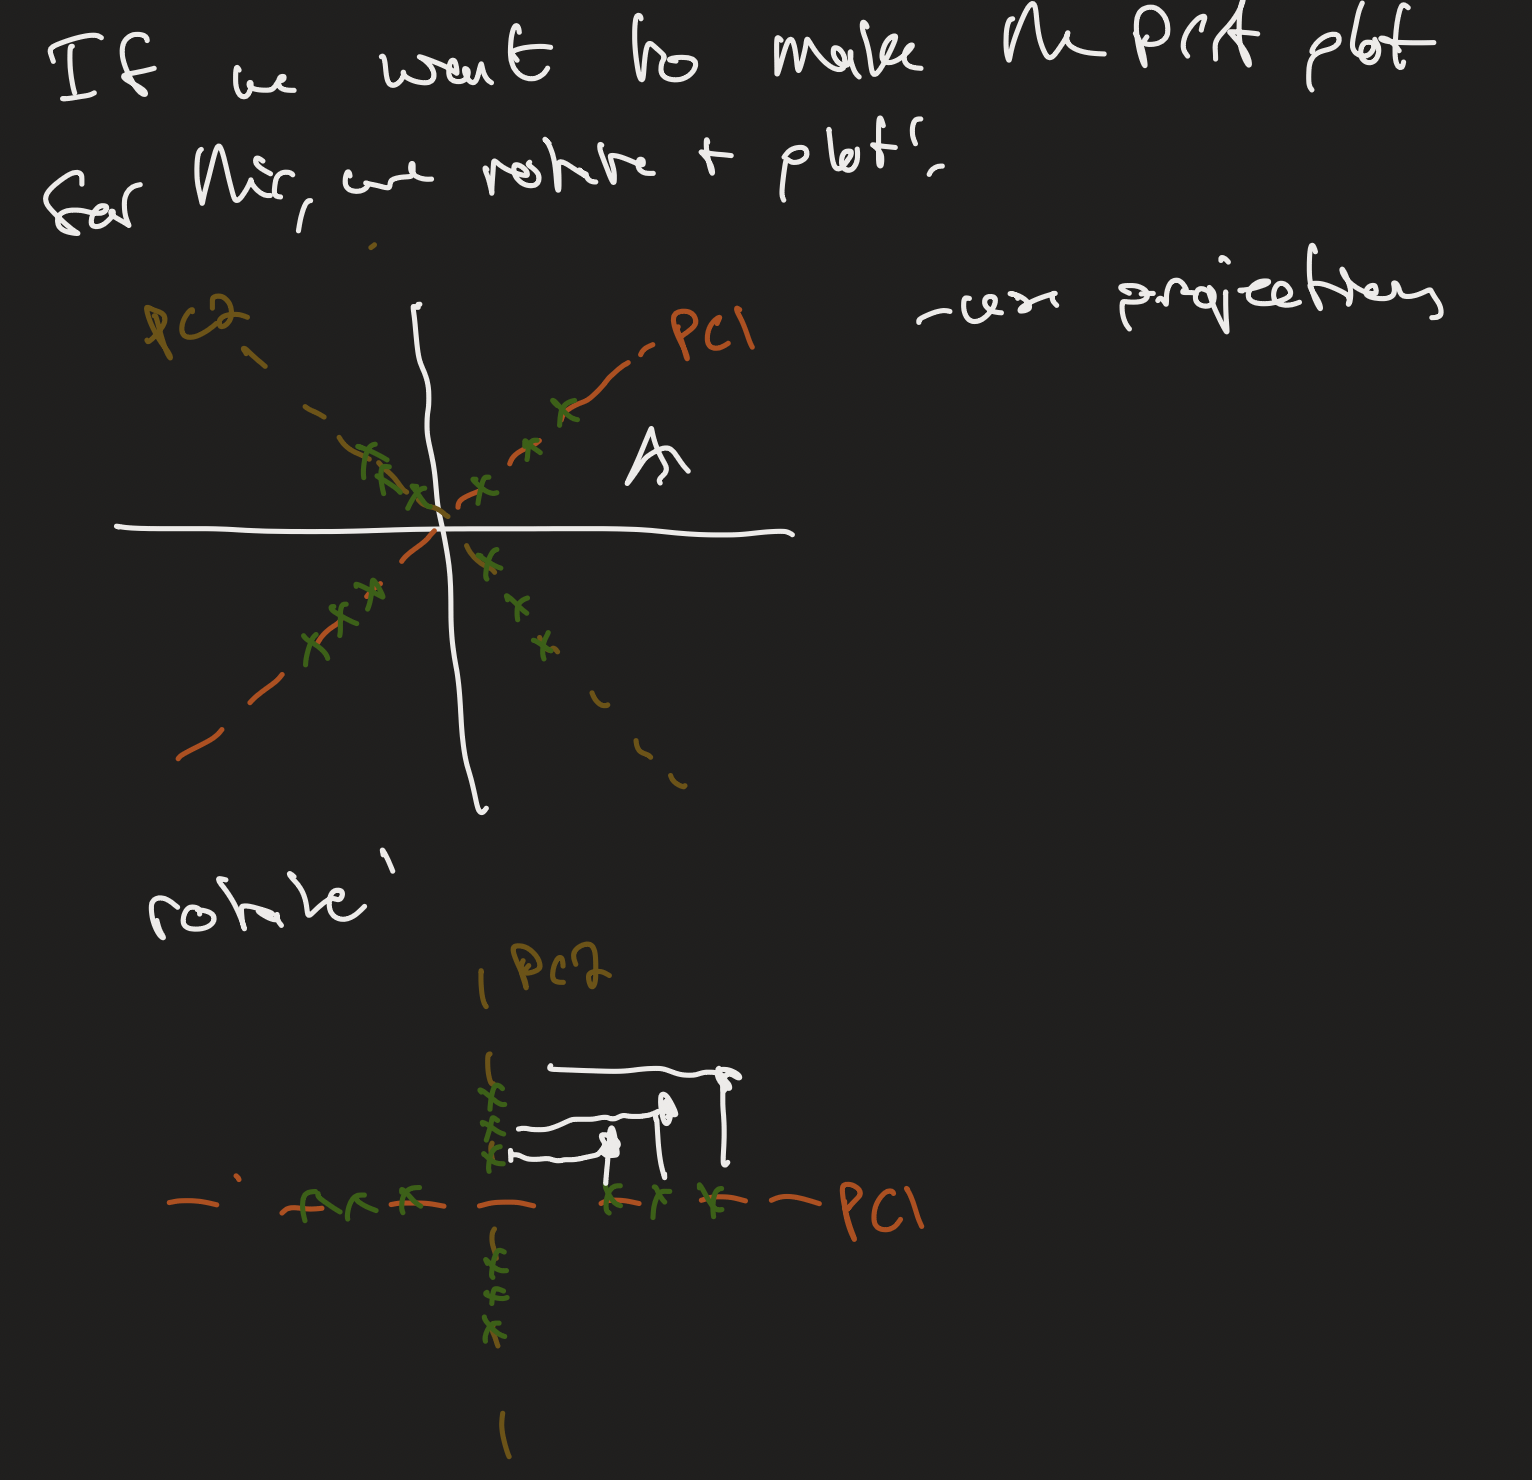 If we want to make the PCA plot
for this, we rotate + plot:
- use projections
PC2
PC1
A
rotate
PC2
PC1